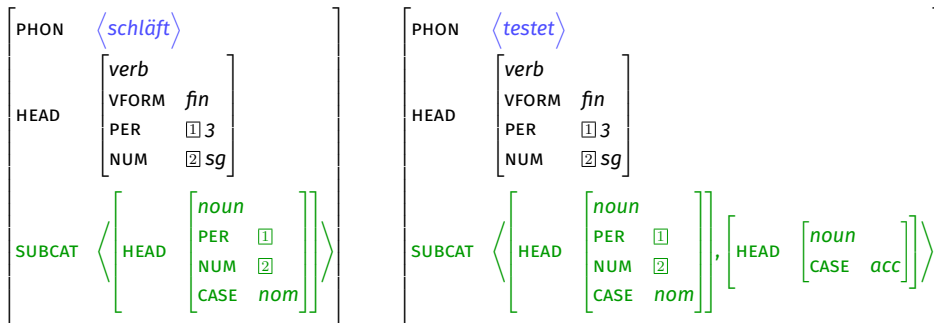 PHON ⟨schläft⟩
HEAD verb
VFORM fin
PER 1 3
NUM 2 sg
SUBCAT ⟨ HEAD noun
PER 1
NUM 2
CASE nom ⟩
PHON ⟨testet⟩
HEAD verb
VFORM fin
PER 1 3
NUM 2 sg
SUBCAT ⟨ HEAD noun
PER 1
NUM 2
CASE nom , HEAD noun
CASE acc ⟩